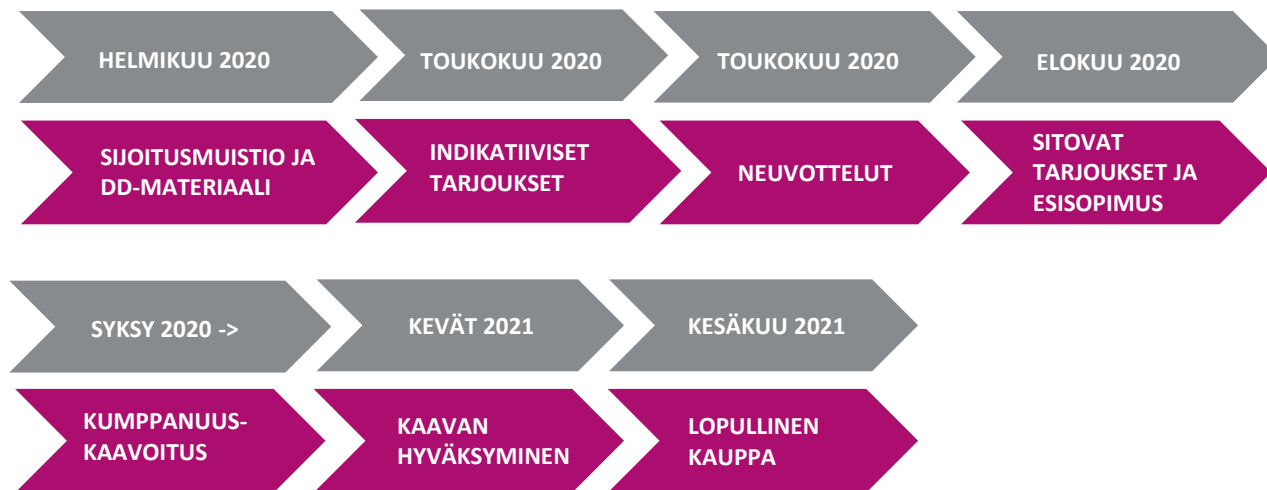 HELMIKUU 2020
TOUKOKUU 2020
TOUKOKUU 2020
ELOKUU 2020
SIJOITUSMUISTIO JA
DD-MATERIAALI
INDIKATIIVISET
TARJOUKSET
NEUVOTTELUT
SITOVAT
TARJOUKSET JA
ESISOPIMUS
SYKSY 2020 ->
KEVÄT 2021
KESÄKUU 2021
KUMPPANUUS-
KAAVOITUS
KAAVAN
HYVÄKSYMINEN
LOPULLINEN
KAUPPA